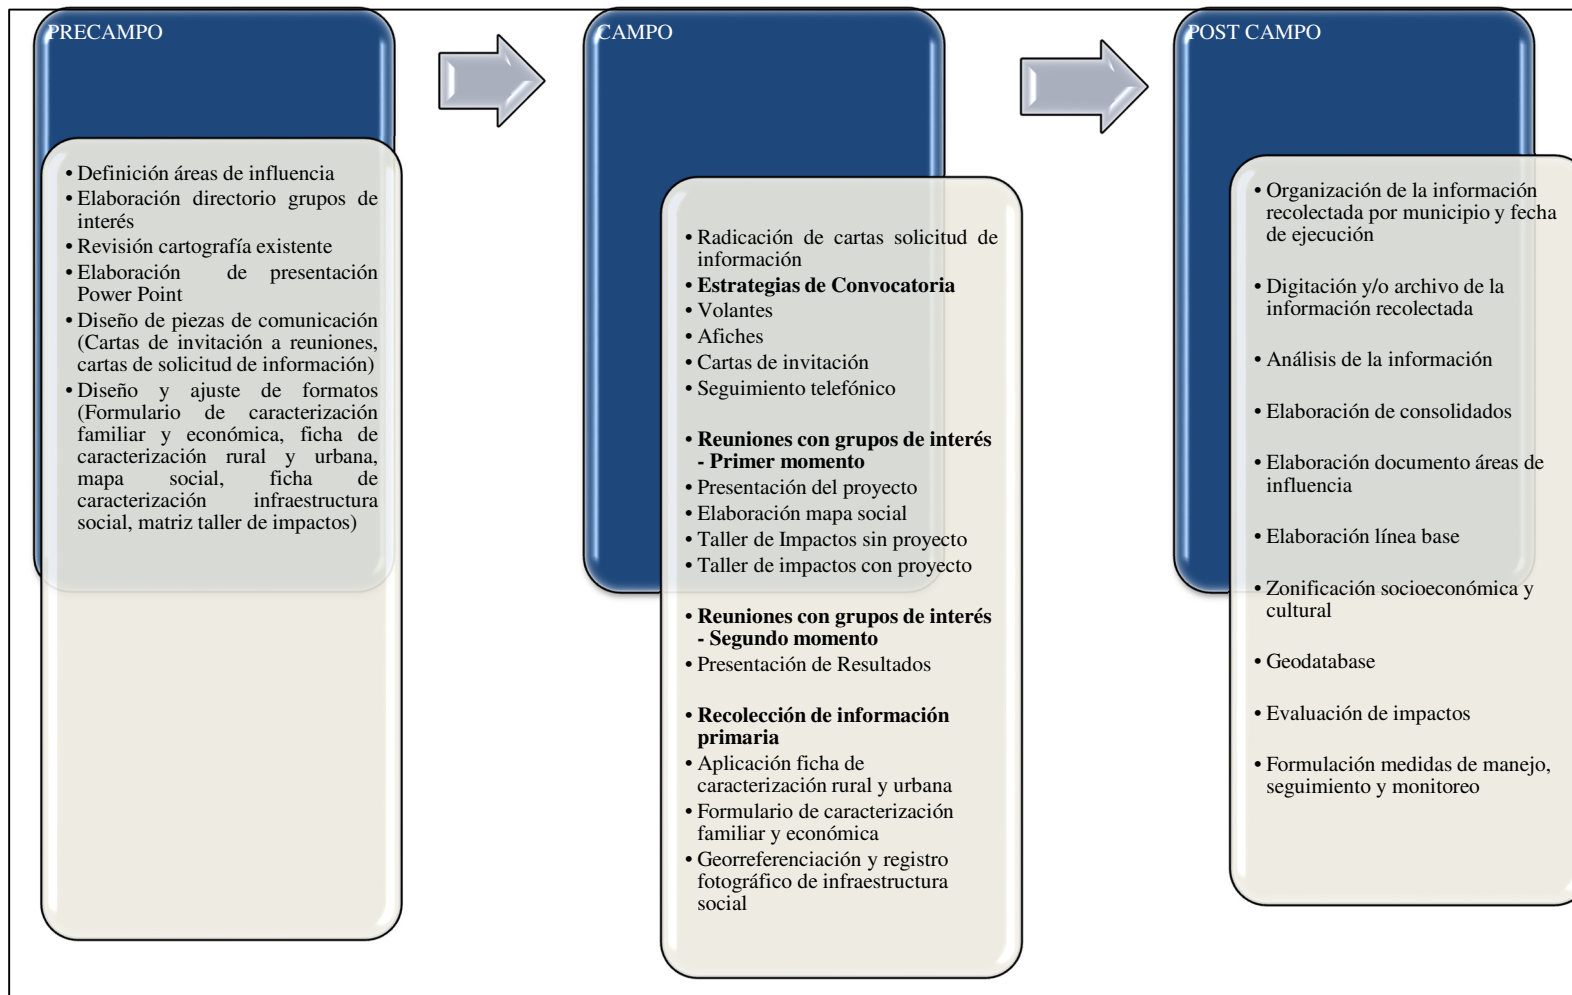 PRECAMPO
• Definición áreas de influencia
• Elaboración directorio grupos de
interés
• Revisión cartografía existente
• Elaboración de presentación
Power Point
• Diseño de piezas de comunicación
(Cartas de invitación a reuniones,
cartas de solicitud de información)
• Diseño y ajuste de formatos
(Formulario de caracterización
familiar y económica, ficha de
caracterización rural y urbana,
mapa social, ficha de
caracterización infraestructura
social, matriz taller de impactos)
CAMPO
• Radicación de cartas solicitud de
información
• Estrategias de Convocatoria
• Volantes
• Afiches
• Cartas de invitación
• Seguimiento telefónico
• Reuniones con grupos de interés
- Primer momento
• Presentación del proyecto
• Elaboración mapa social
• Taller de Impactos sin proyecto
• Taller de impactos con proyecto
• Reuniones con grupos de interés
- Segundo momento
• Presentación de Resultados
• Recolección de información
primaria
• Aplicación ficha de
caracterización rural y urbana
• Formulario de caracterización
familiar y económica
• Georreferenciación y registro
fotográfico de infraestructura
social
POST CAMPO
• Organización de la información
recolectada por municipio y fecha
de ejecución
• Digitación y/o archivo de la
información recolectada
• Análisis de la información
• Elaboración de consolidados
• Elaboración documento áreas de
influencia
• Elaboración línea base
• Zonificación socioeconómica y
cultural
• Geodatabase
• Evaluación de impactos
• Formulación medidas de manejo,
seguimiento y monitoreo